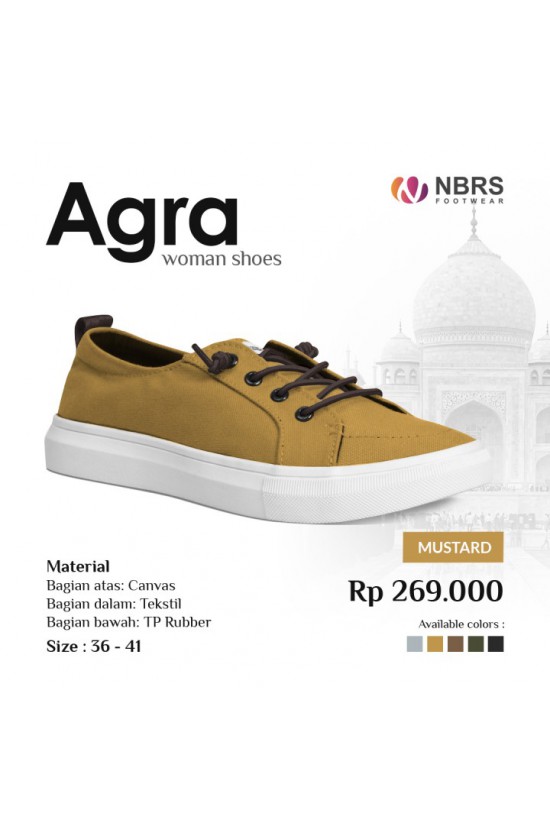 Agra
woman shoes
NBRS
FOOTWEAR
MUSTARD
Material
Bagian atas: Canvas
Bagian dalam: Tekstil
Bagian bawah: TP Rubber
Size : 36 - 41
Rp 269.000
Available colors :